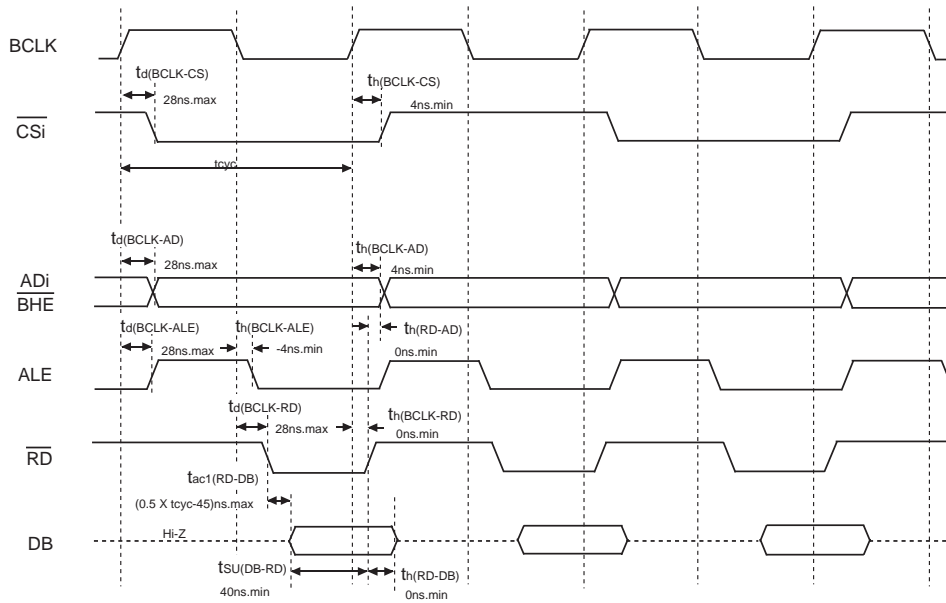 BCLK
td(BCLK-CS)
28ns.max
th(BCLK-CS)
4ns.min
CSi
tcyc
td(BCLK-AD)
28ns.max
th(BCLK-AD)
4ns.min
ADi
BHE
td(BCLK-ALE)
28ns.max
th(BCLK-ALE)
-4ns.min
th(RD-AD)
0ns.min
ALE
td(BCLK-RD)
28ns.max
th(BCLK-RD)
0ns.min
RD
tac1(RD-DB)
(0.5 X tcyc-45)ns.max
Hi-Z
DB
tSU(DB-RD)
40ns.min
th(RD-DB)
0ns.min